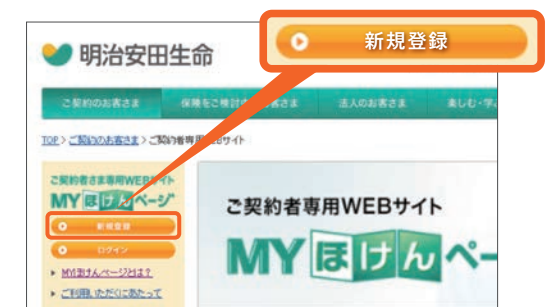 新規登録
明治安田生命
ご契約のお客さま 保険をご検討中のお客さま 法人のお客さま 楽しむ・学
TOP > ご契約のお客さま > ご契約者専用WEBサイト
ご契約者さま専用WEBサイト
MYほけんページ
新規登録
ログイン
MYほけんページとは?
ご利用いただくにあたって
ご契約者専用WEBサイト
MYほけんペー